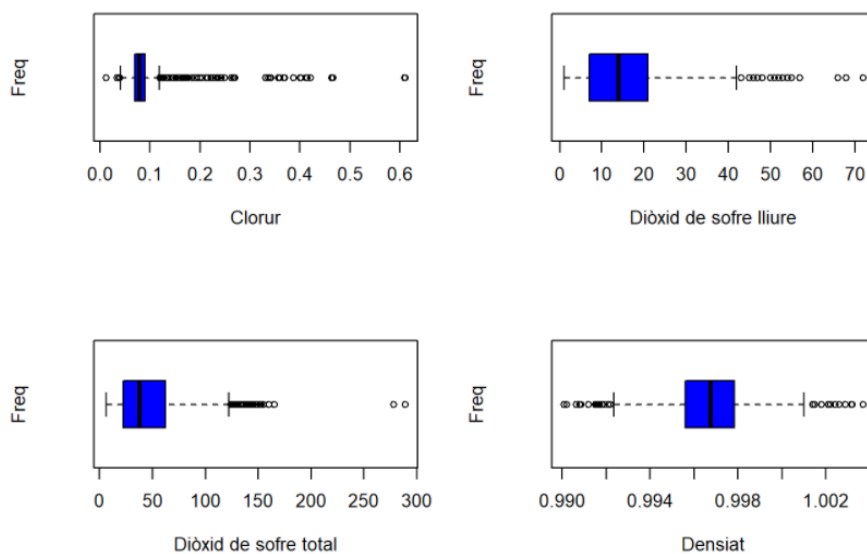 Freq
0.0 0.1 0.2 0.3 0.4 0.5 0.6
Clorur
Freq
0 10 20 30 40 50 60 70
Diòxid de sofre lliure
Freq
0 50 100 150 200 250 300
Diòxid de sofre total
Freq
0.990 0.994 0.998 1.002
Densiat